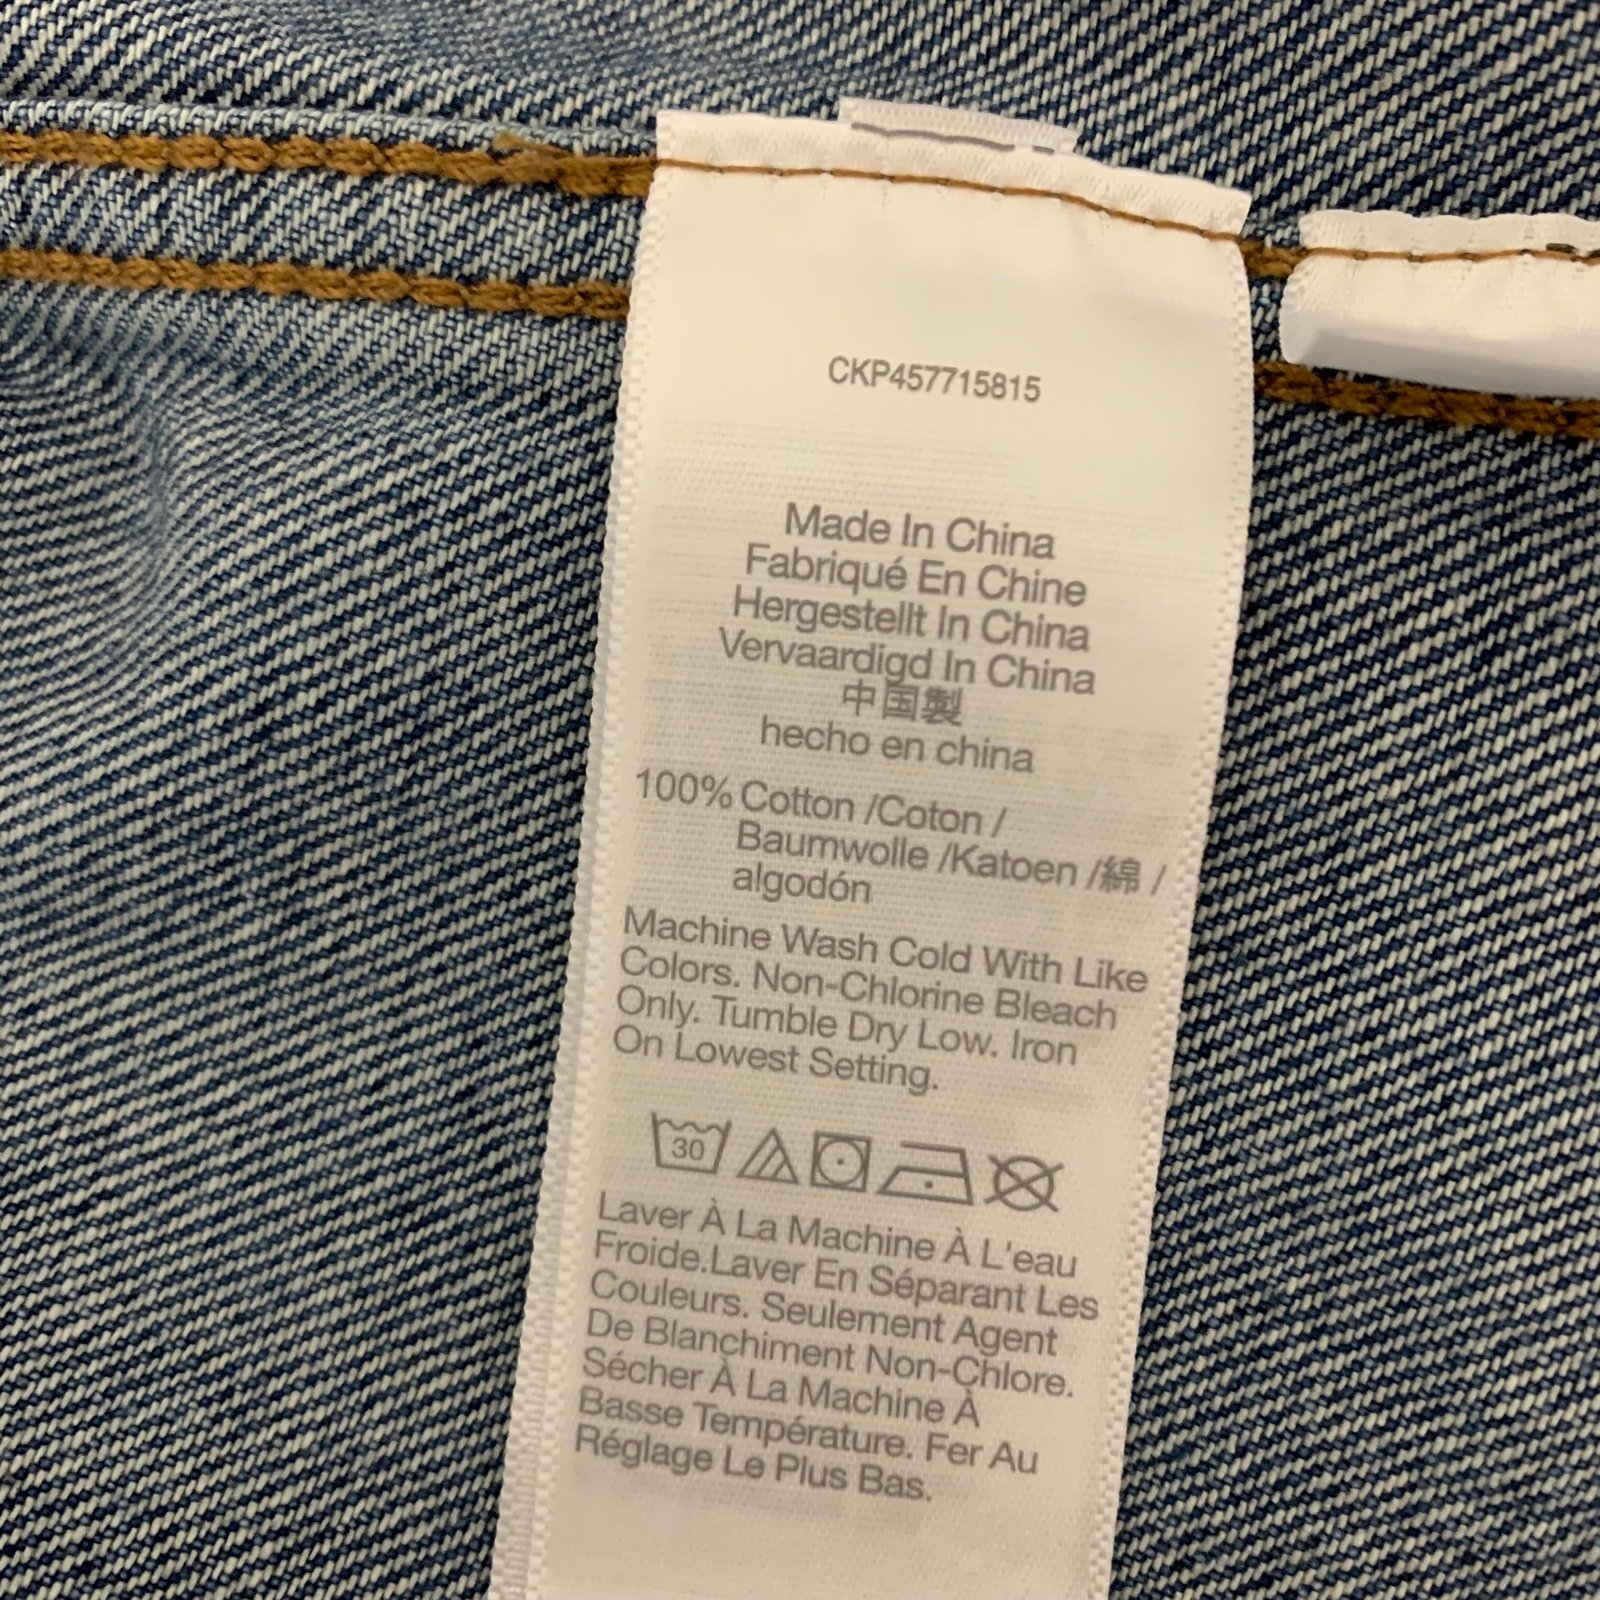 CKP457715815
Made In China
Fabriqué En Chine
Hergestellt In China
Vervaardigd In China
中国製
hecho en china
100% Cotton /Coton /
Baumwolle /Katoen /綿 /
algodón
Machine Wash Cold With Like
Colors. Non-Chlorine Bleach
Only. Tumble Dry Low. Iron
On Lowest Setting.
30
Laver À La Machine À L'eau
Froide.Laver En Séparant Les
Couleurs. Seulement Agent
De Blanchiment Non-Chlore.
Sécher À La Machine À
Basse Température. Fer Au
Réglage Le Plus Bas.